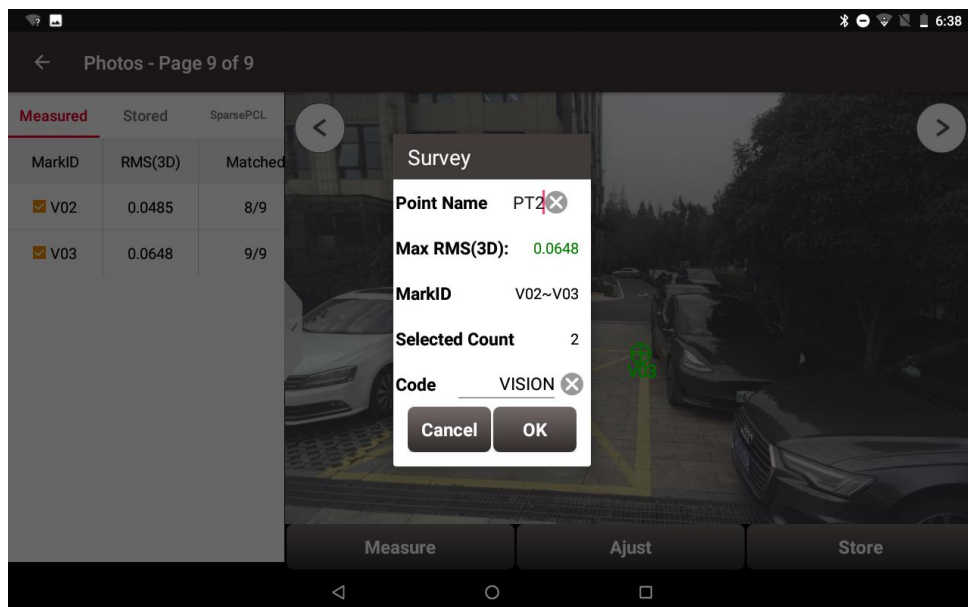 6:38
Photos - Page 9 of 9
Measured Stored SparsePCL
MarkID RMS(3D) Matched
V02 0.0485 8/9
V03 0.0648 9/9
Survey
Point Name PT2
Max RMS(3D): 0.0648
MarkID V02~V03
Selected Count 2
Code VISION
Cancel OK
V03
Measure Ajust Store